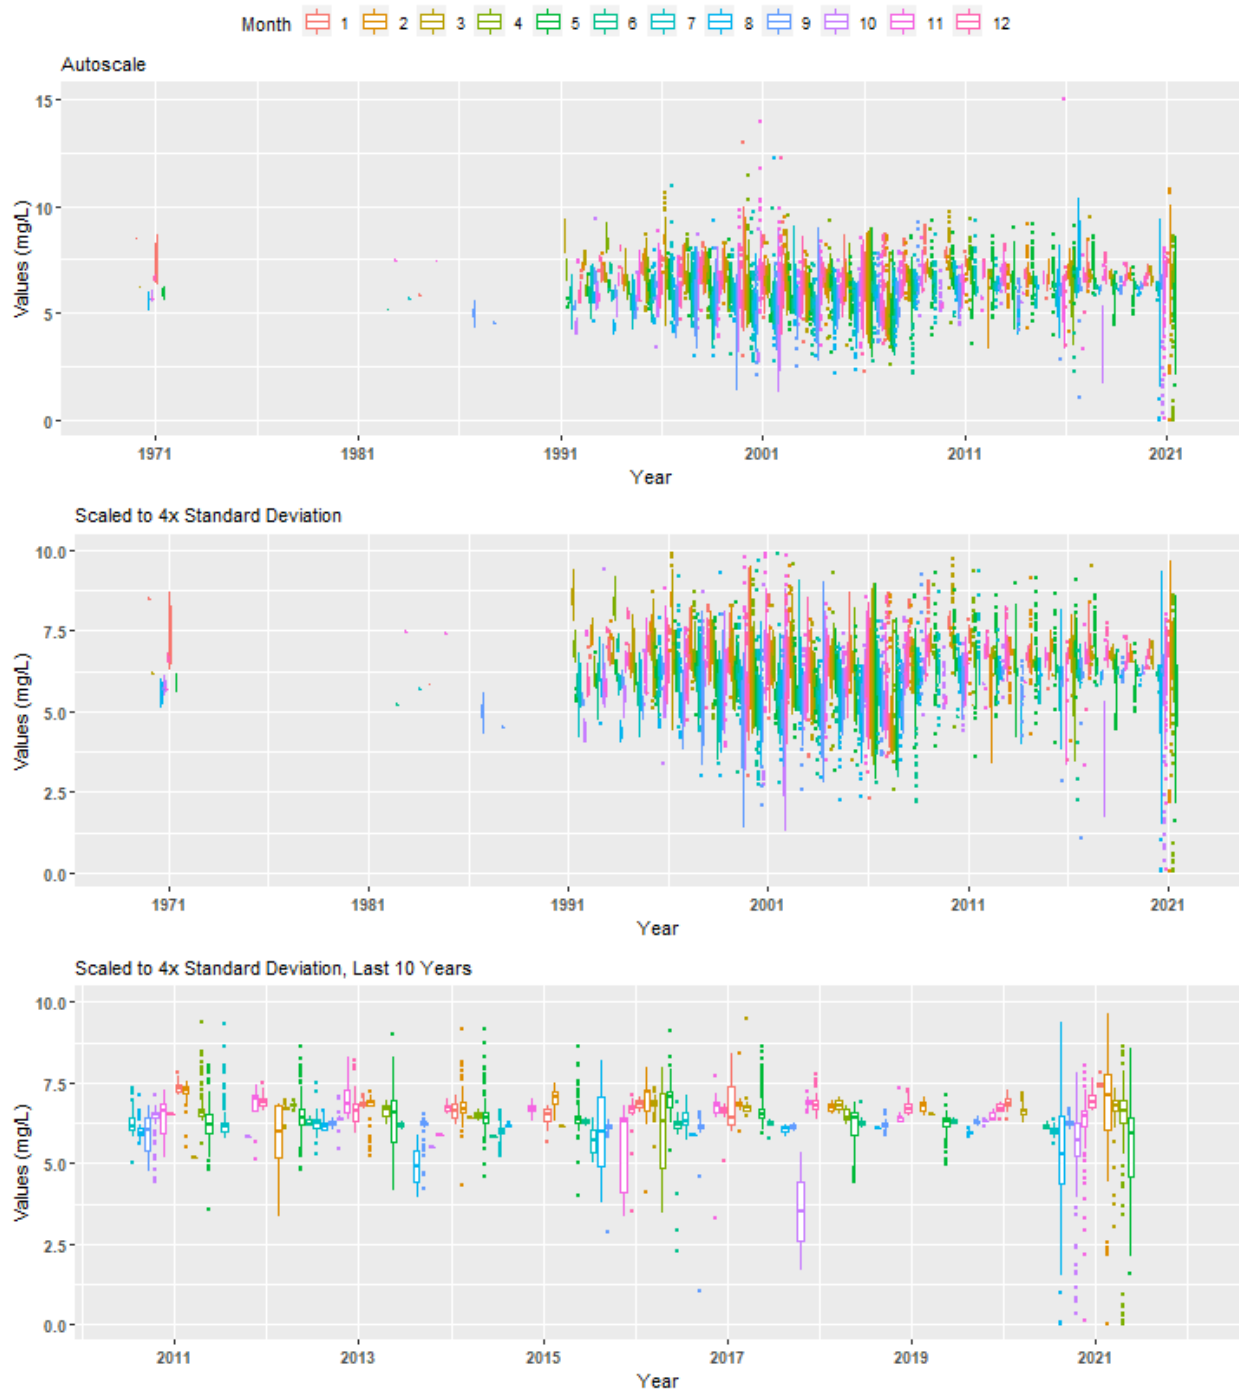 Month 1 2 3 4 5 6 7 8 9 10 11 12
Autoscale
15
10
5
0
Values (mg/L)
1971 1981 1991 2001 2011 2021
Year
Scaled to 4x Standard Deviation
10.0
7.5
5.0
2.5
0.0
Values (mg/L)
1971 1981 1991 2001 2011 2021
Year
Scaled to 4x Standard Deviation, Last 10 Years
10.0
7.5
5.0
2.5
0.0
Values (mg/L)
2011 2013 2015 2017 2019 2021
Year